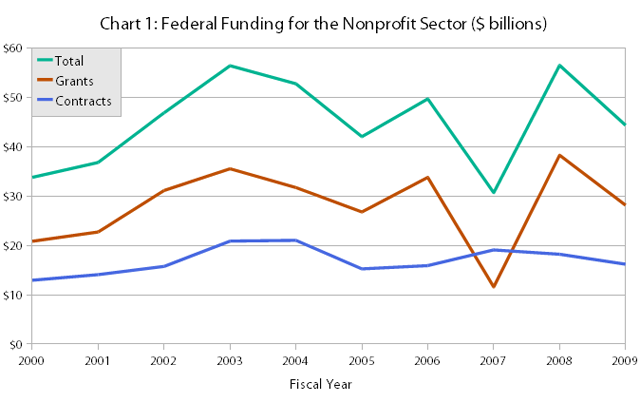 Chart 1: Federal Funding for the Nonprofit Sector ($ billions)
$60
Total
Grants
Contracts
$50
$40
$30
$20
$10
$0
2000 2001 2002 2003 2004 2005 2006 2007 2008 2009
Fiscal Year